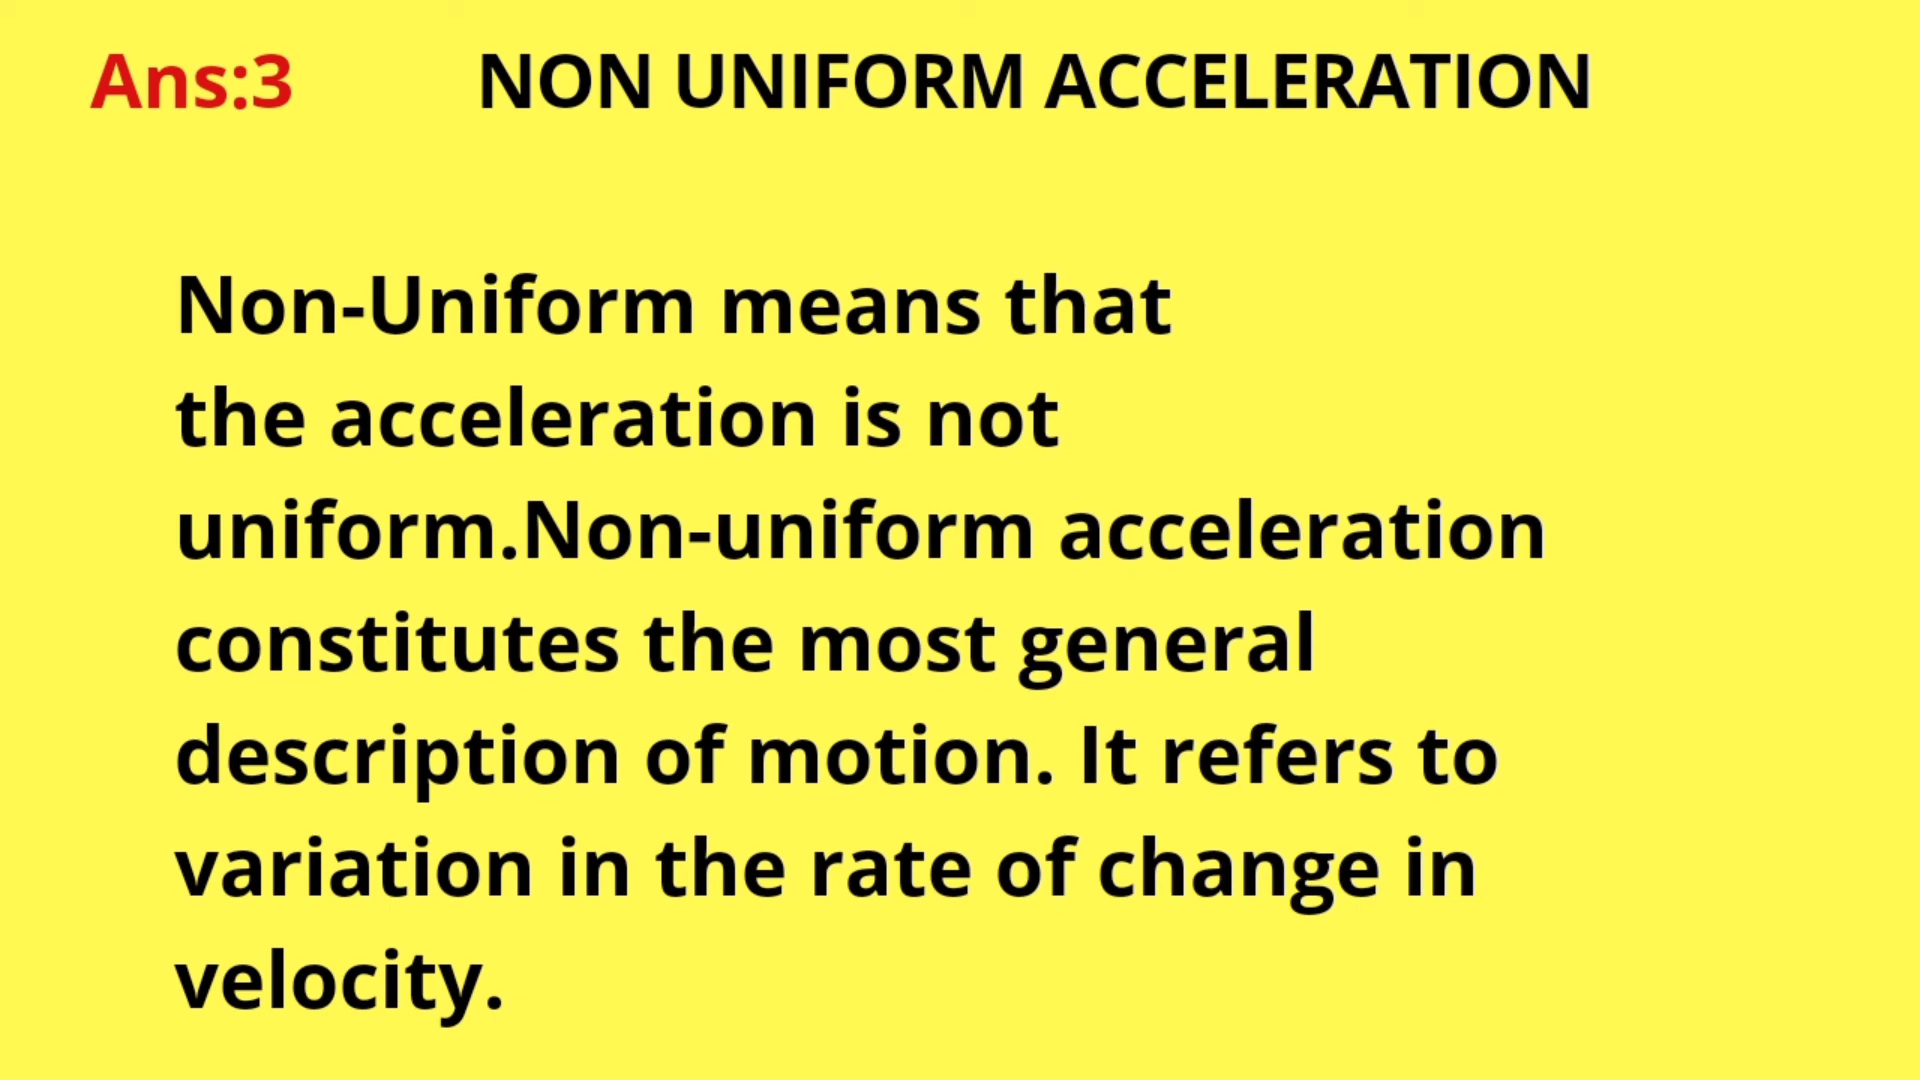 Ans:3 NON UNIFORM ACCELERATION
Non-Uniform means that
the acceleration is not
uniform.Non-uniform acceleration
constitutes the most general
description of motion. It refers to
variation in the rate of change in
velocity.